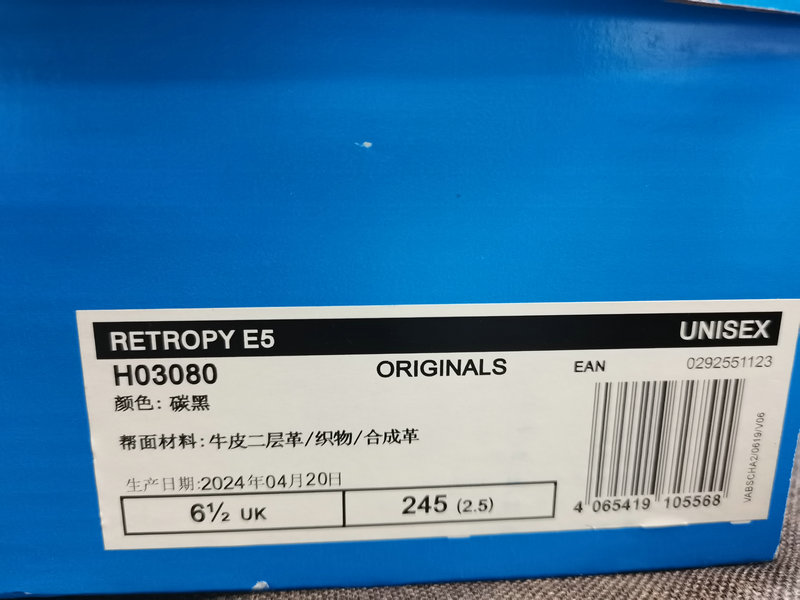 RETROPY E5 UNISEX
H03080 ORIGINALS EAN 0292551123
颜色: 碳黑
帮面材料: 牛皮二层革/织物/合成革
生产日期:2024年04月20日
6½ UK 245 (2.5)
4 065419 105568
VABSCHA2/0619/V06